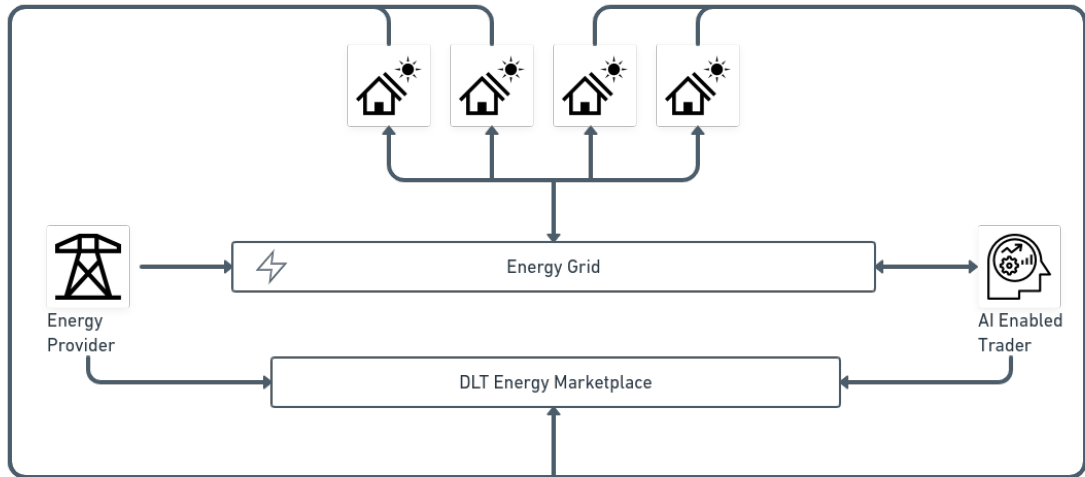 Energy Grid
Energy
Provider
AI Enabled
Trader
DLT Energy Marketplace